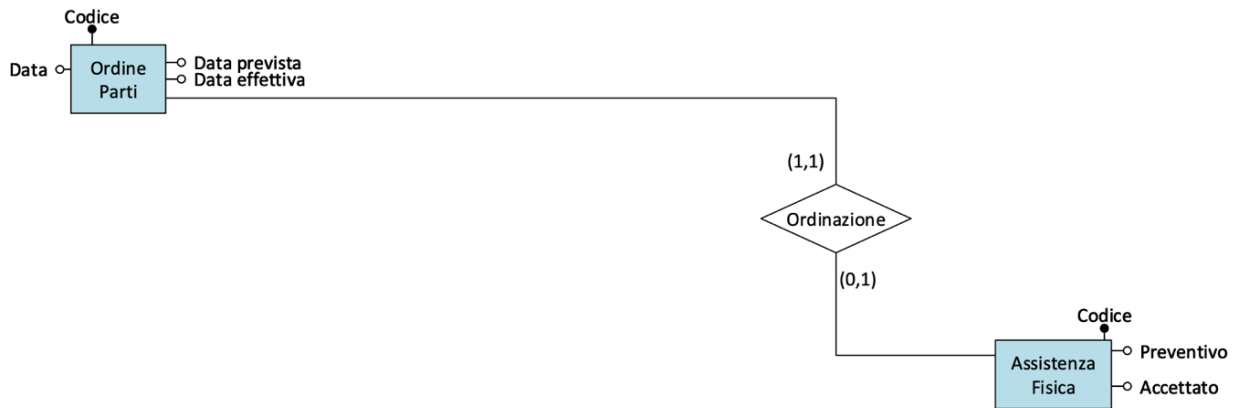 Codice
Data
Ordine
Parti
Data prevista
Data effettiva
(1,1)
Ordinazione
(0,1)
Codice
Assistenza
Fisica
Preventivo
Accettato